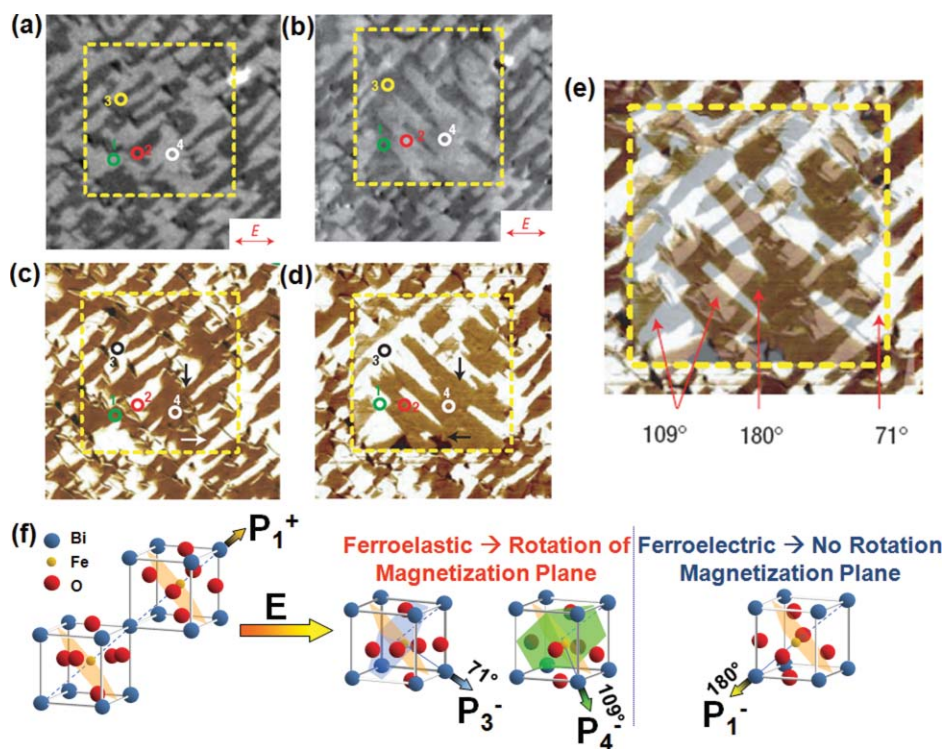 (a)
3
1
2
4
E
(b)
3
1
2
4
E
(c)
3
1
2
4
(d)
3
1
2
4
(e)
109°
180°
71°
(f)
Bi
Fe
O
P₁⁺
E
Ferroelastic → Rotation of
Magnetization Plane
71°
P₃⁻
109°
P₄⁻
Ferroelectric → No Rotation
Magnetization Plane
180°
P₁⁻